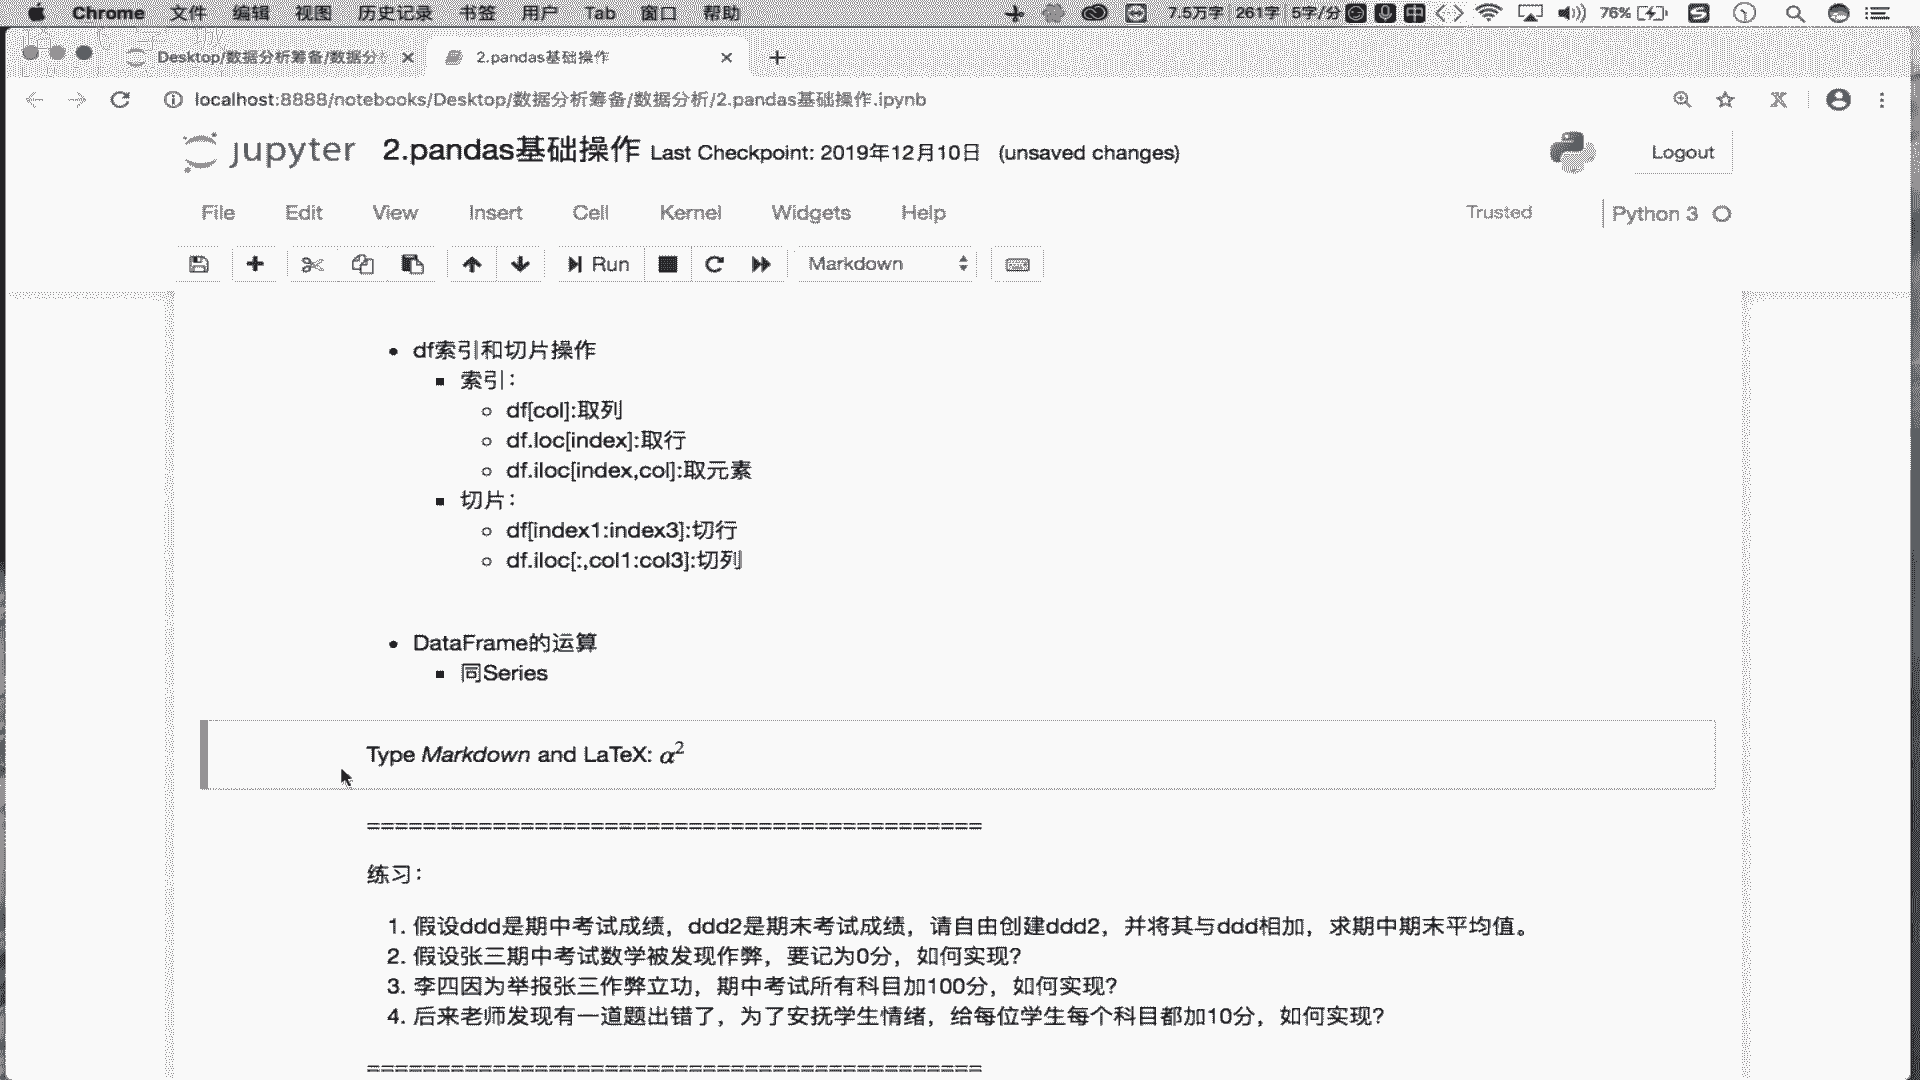 Chrome 文件 编辑 视图 历史记录 书签 用户 Tab 窗口 帮助 7.5万字 261字 5字/分 中 76%
Desktop/数据分析筹备/数据分 2.pandas基础操作
localhost:8888/notebooks/Desktop/数据分析筹备/数据分析/2.pandas基础操作.ipynb
jupyter 2.pandas基础操作 Last Checkpoint: 2019年12月10日 (unsaved changes) Logout
File Edit View Insert Cell Kernel Widgets Help Trusted Python 3
Run Markdown
• df索引和切片操作
▪ 索引：
◦ df[col]:取列
◦ df.loc[index]:取行
◦ df.iloc[index,col]:取元素
▪ 切片：
◦ df[index1:index3]:切行
◦ df.iloc[:,col1:col3]:切列
• DataFrame的运算
▪ 同Series
Type Markdown and LaTeX: α²
============================================
练习：
1. 假设ddd是期中考试成绩，ddd2是期末考试成绩，请自由创建ddd2，并将其与ddd相加，求期中期末平均值。
2. 假设张三期中考试数学被发现作弊，要记为0分，如何实现？
3. 李四因为举报张三作弊立功，期中考试所有科目加100分，如何实现？
4. 后来老师发现有一道题出错了，为了安抚学生情绪，给每位学生每个科目都加10分，如何实现？
============================================